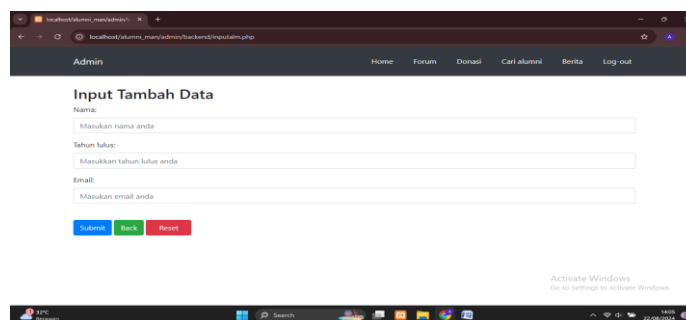 localhost/alumni_man/admin/b
localhost/alumni_man/admin/backend/inputalm.php
A
Admin
Home Forum Donasi Cari alumni Berita Log-out
Input Tambah Data
Nama:
Masukan nama anda
Tahun lulus:
Masukkan tahun lulus anda
Email:
Masukan email anda
Submit Back Reset
Activate Windows
Go to Settings to activate Windows.
32°C
Berawan
Search
14:05
22/08/2024